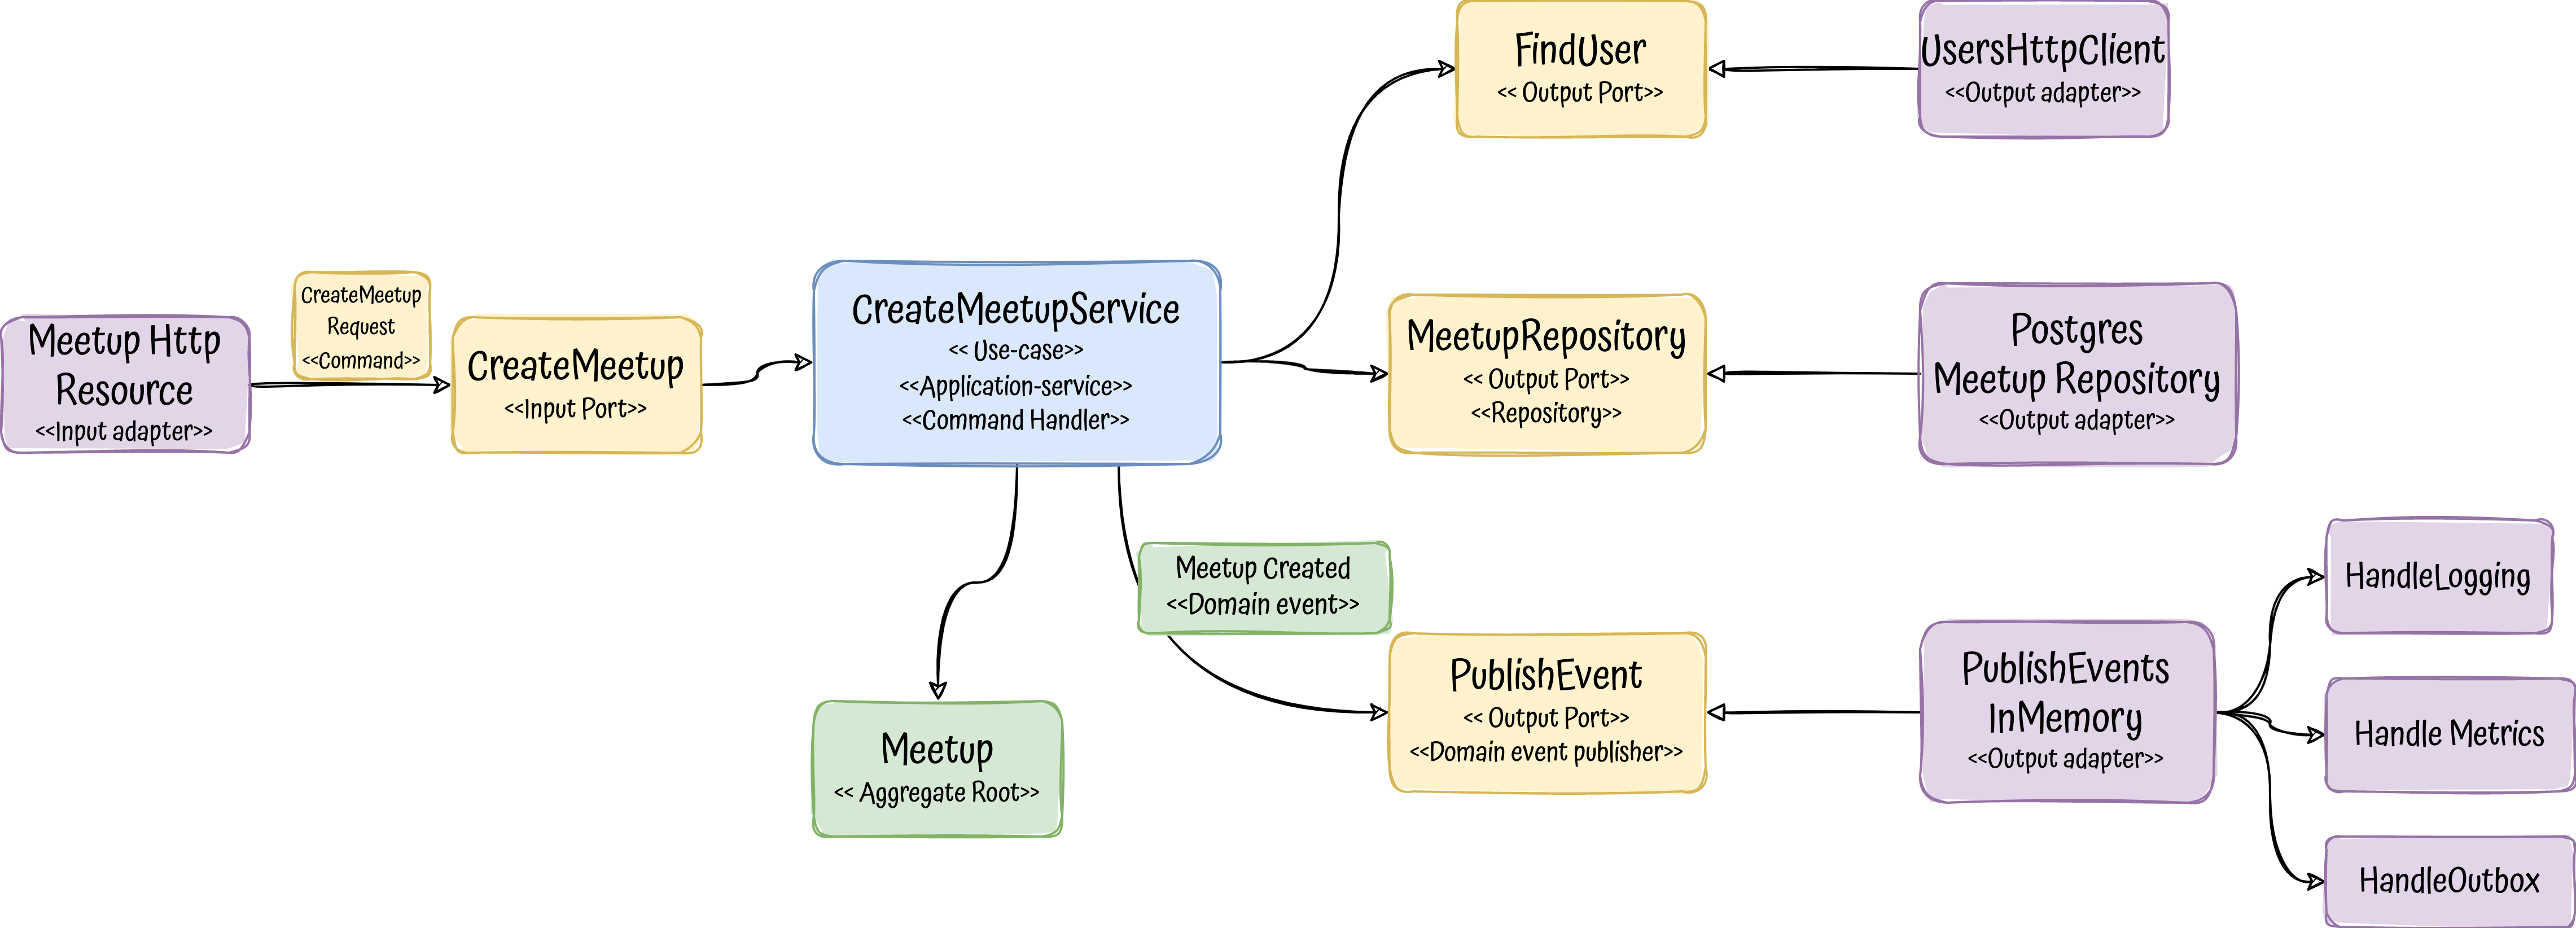 FindUser
<< Output Port>>
UsersHttpClient
<<Output adapter>>
Meetup Http
Resource
<<Input adapter>>
CreateMeetup
Request
<<Command>>
CreateMeetup
<<Input Port>>
CreateMeetupService
<< Use-case>>
<<Application-service>>
<<Command Handler>>
MeetupRepository
<< Output Port>>
<<Repository>>
Postgres
Meetup Repository
<<Output adapter>>
Meetup Created
<<Domain event>>
Meetup
<< Aggregate Root>>
PublishEvent
<< Output Port>>
<<Domain event publisher>>
PublishEvents
InMemory
<<Output adapter>>
HandleLogging
Handle Metrics
HandleOutbox